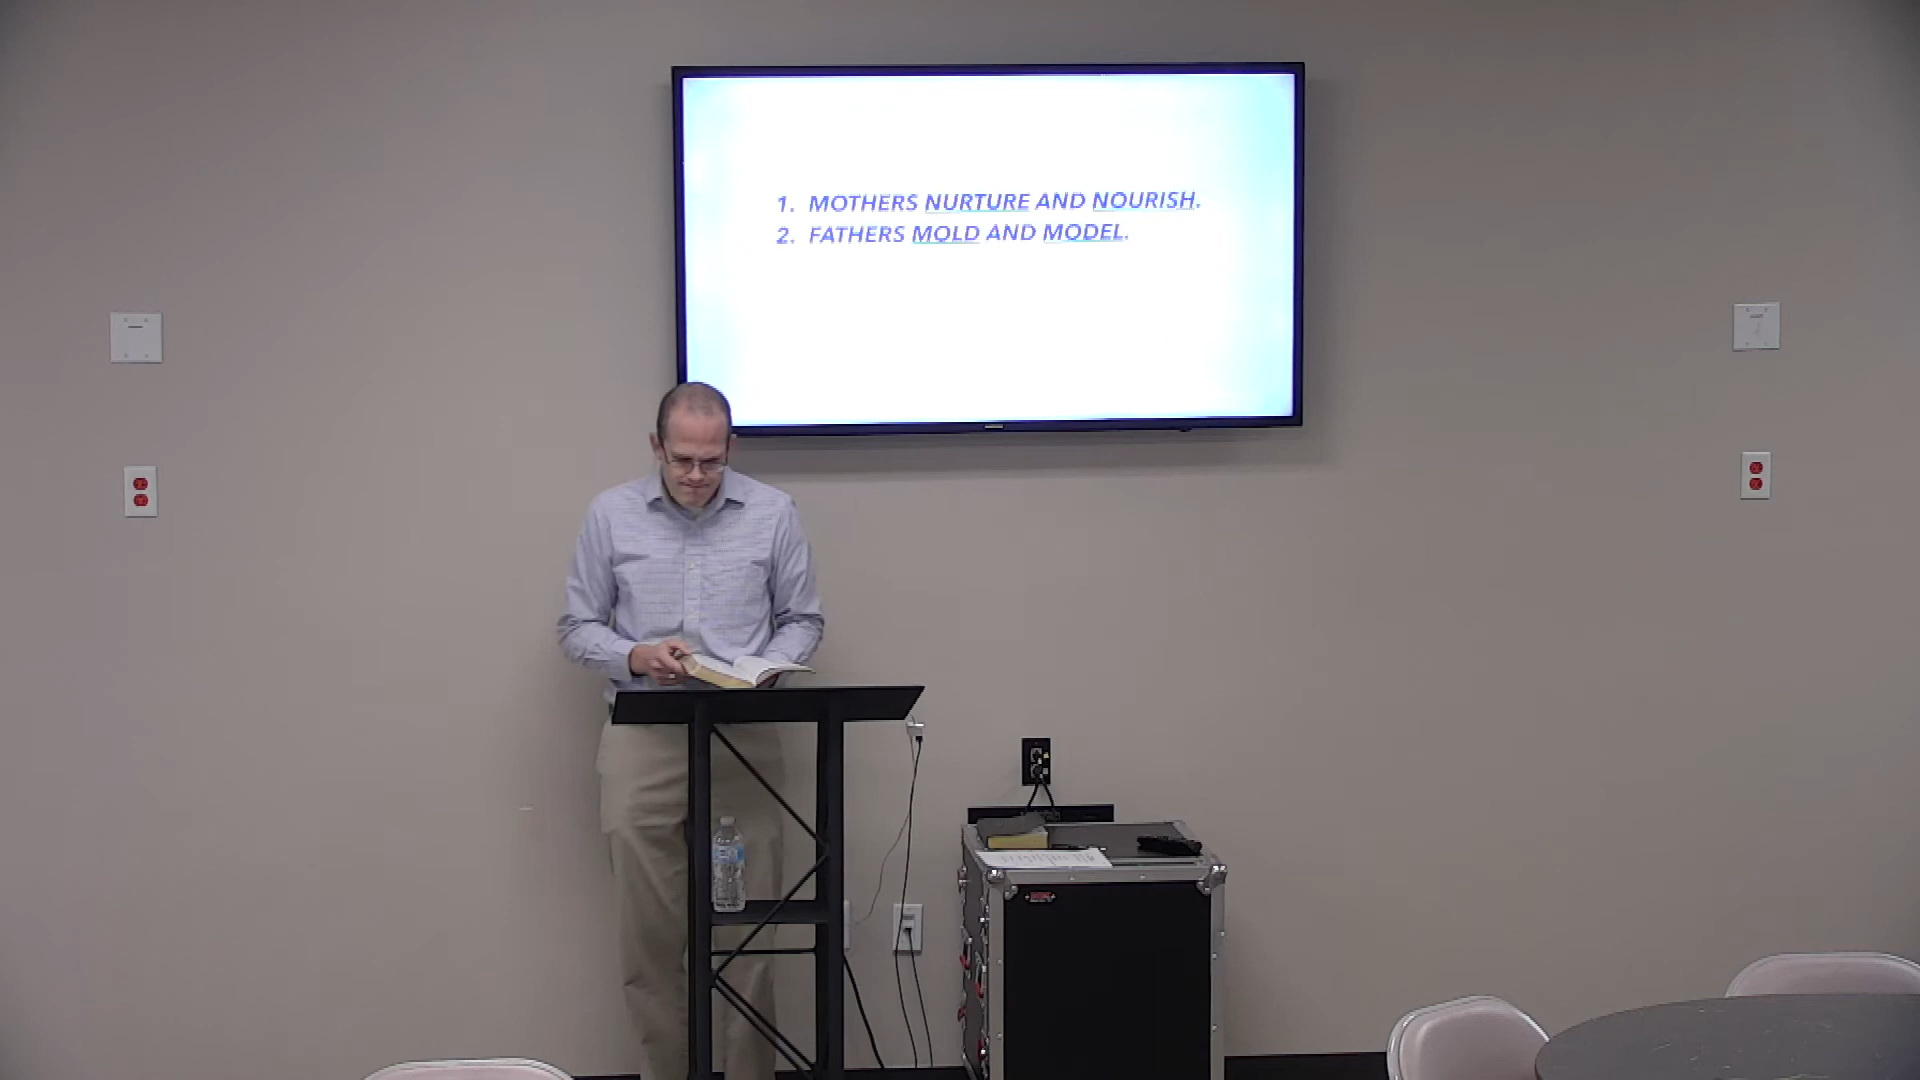 1. MOTHERS NURTURE AND NOURISH.
2. FATHERS MOLD AND MODEL.